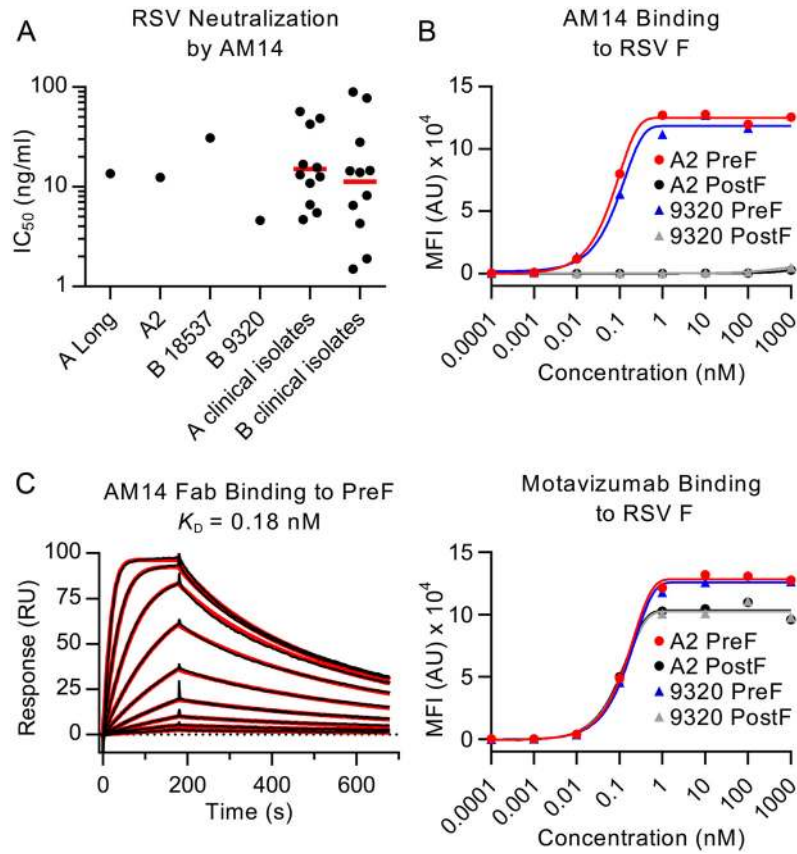 A
RSV Neutralization
by AM14
IC50 (ng/ml)
100
10
1
A Long
A2
B 18537
B 9320
A clinical isolates
B clinical isolates
B
AM14 Binding
to RSV F
MFI (AU) x 10^4
15
10
5
0
A2 PreF
A2 PostF
9320 PreF
9320 PostF
0.0001
0.001
0.01
0.1
1
10
100
1000
Concentration (nM)
C
AM14 Fab Binding to PreF
KD = 0.18 nM
Response (RU)
100
75
50
25
0
0
200
400
600
Time (s)
Motavizumab Binding
to RSV F
MFI (AU) x 10^4
15
10
5
0
A2 PreF
A2 PostF
9320 PreF
9320 PostF
0.0001
0.001
0.01
0.1
1
10
100
1000
Concentration (nM)